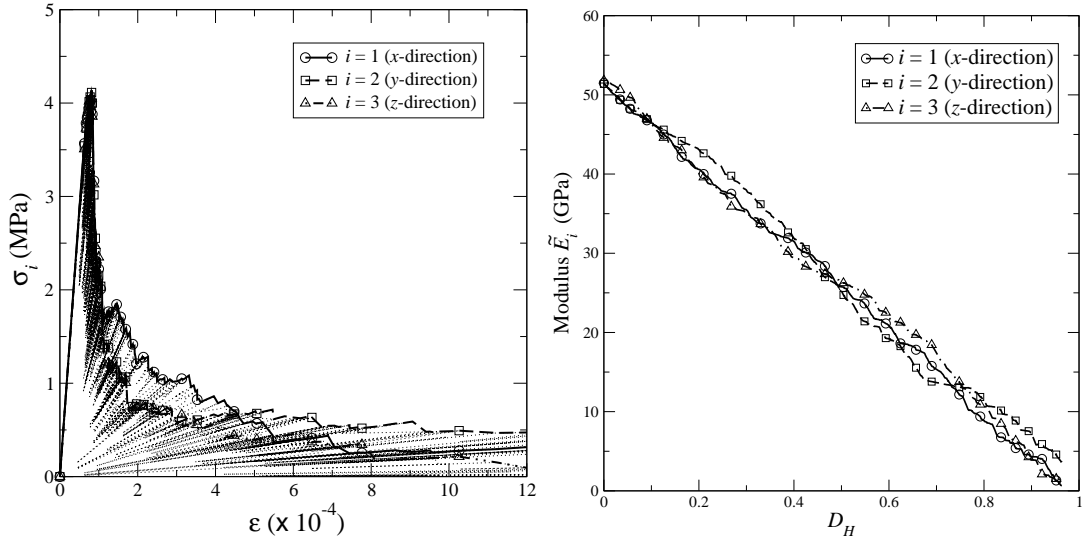 i = 1 (x-direction)
i = 2 (y-direction)
i = 3 (z-direction)
5
4
3
2
1
0
σ_i (MPa)
0 2 4 6 8 10 12
ε (x 10^-4)
i = 1 (x-direction)
i = 2 (y-direction)
i = 3 (z-direction)
60
50
40
30
20
10
0
Modulus Ẽ_i (GPa)
0 0.2 0.4 0.6 0.8 1
D_H